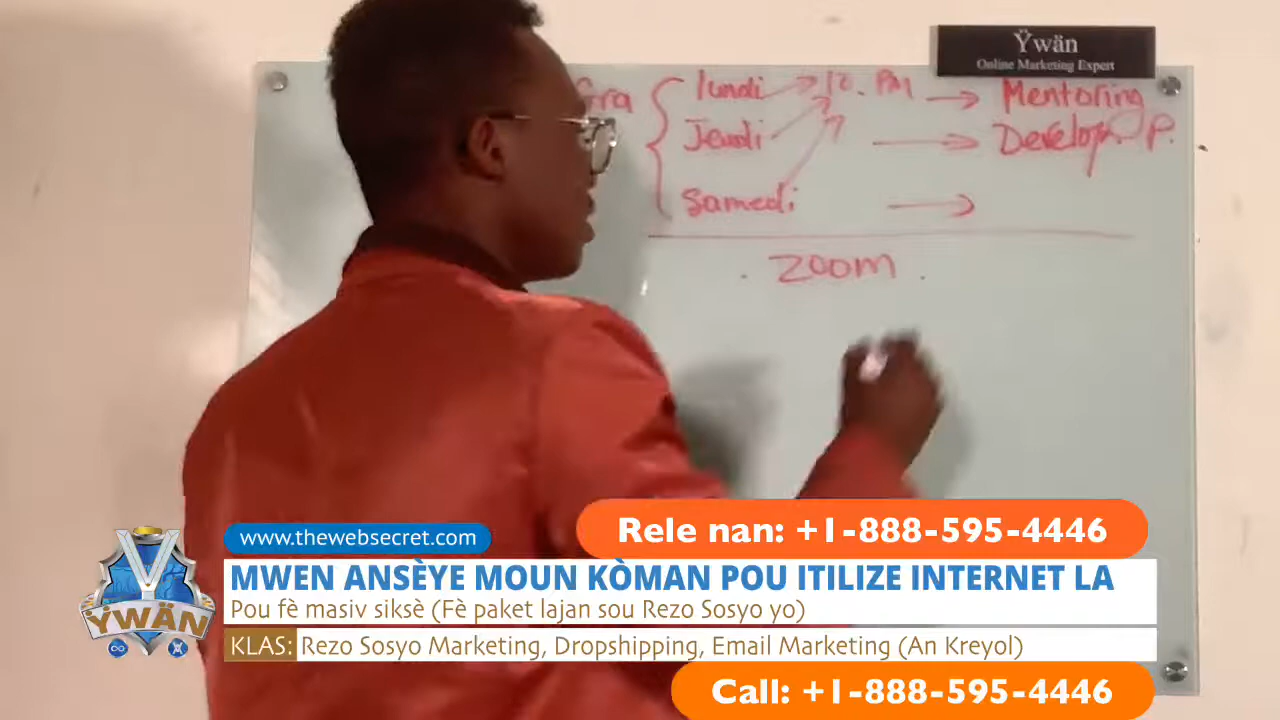 Ÿwän
Online Marketing Expert
Gra
lundi
12. PM
Mentoring
Jeudi
Develop. P.
Samedi
ZOOM
Rele nan: +1-888-595-4446
www.thewebsecret.com
MWEN ANSÈYE MOUN KÒMAN POU ITILIZE INTERNET LA
Pou fè masiv siksè (Fè paket lajan sou Rezo Sosyo yo)
ŸWÄN
KLAS: Rezo Sosyo Marketing, Dropshipping, Email Marketing (An Kreyol)
Call: +1-888-595-4446